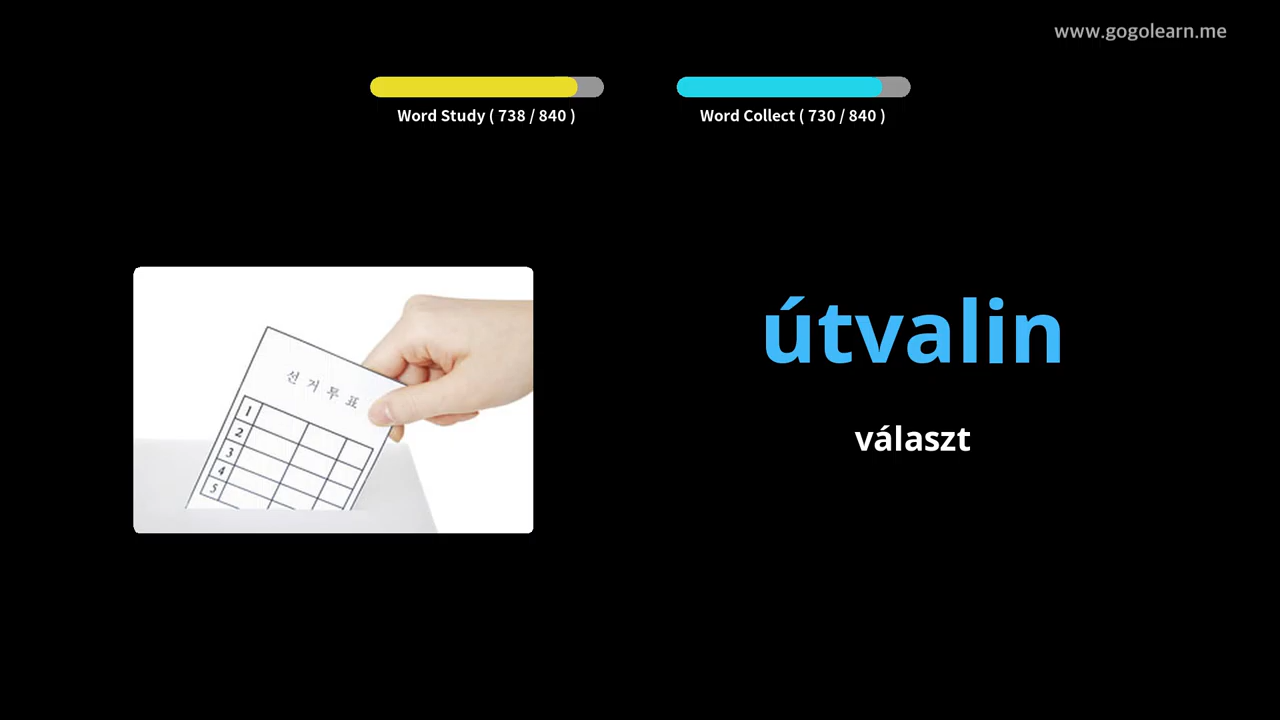 www.gogolearn.me
Word Study ( 738 / 840 )
Word Collect ( 730 / 840 )
선거투표
1
2
3
4
5
útvalin
választ